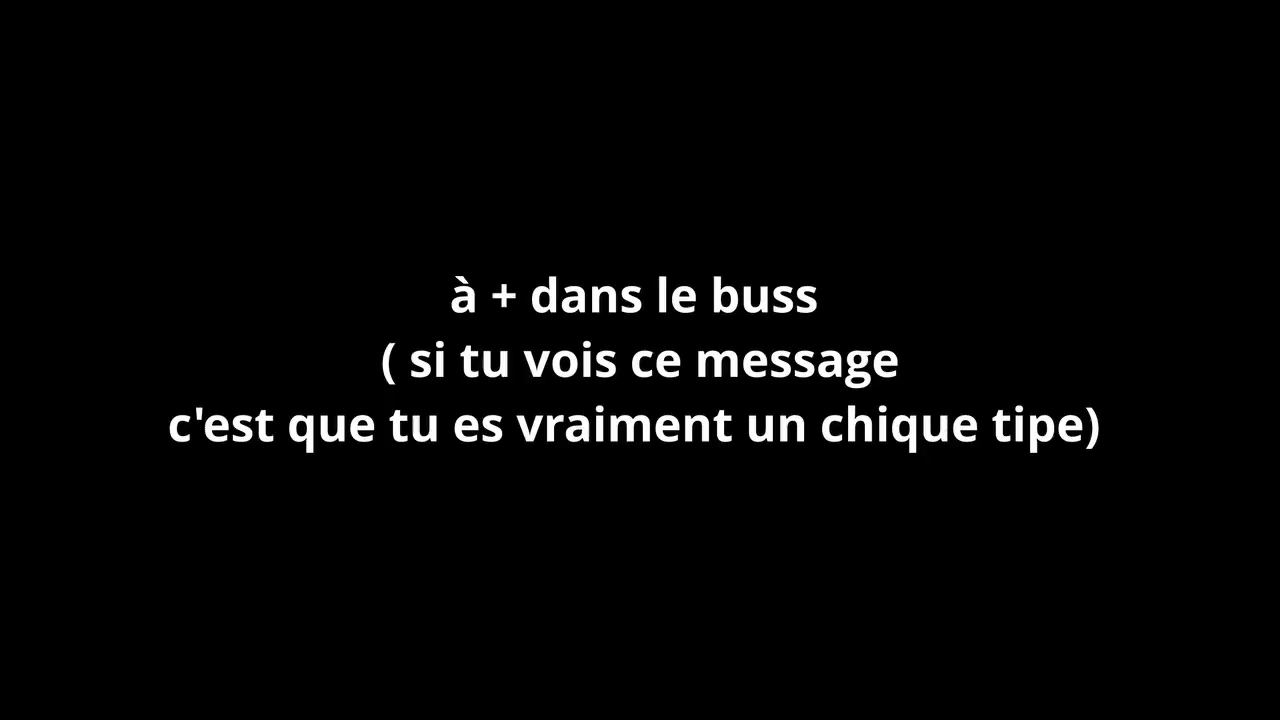 à + dans le buss
( si tu vois ce message
c'est que tu es vraiment un chique tipe)